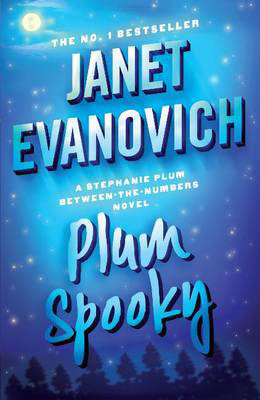 THE NO. 1 BESTSELLER
JANET
EVANOVICH
A STEPHANIE PLUM
BETWEEN-THE-NUMBERS
NOVEL
Plum
Spooky